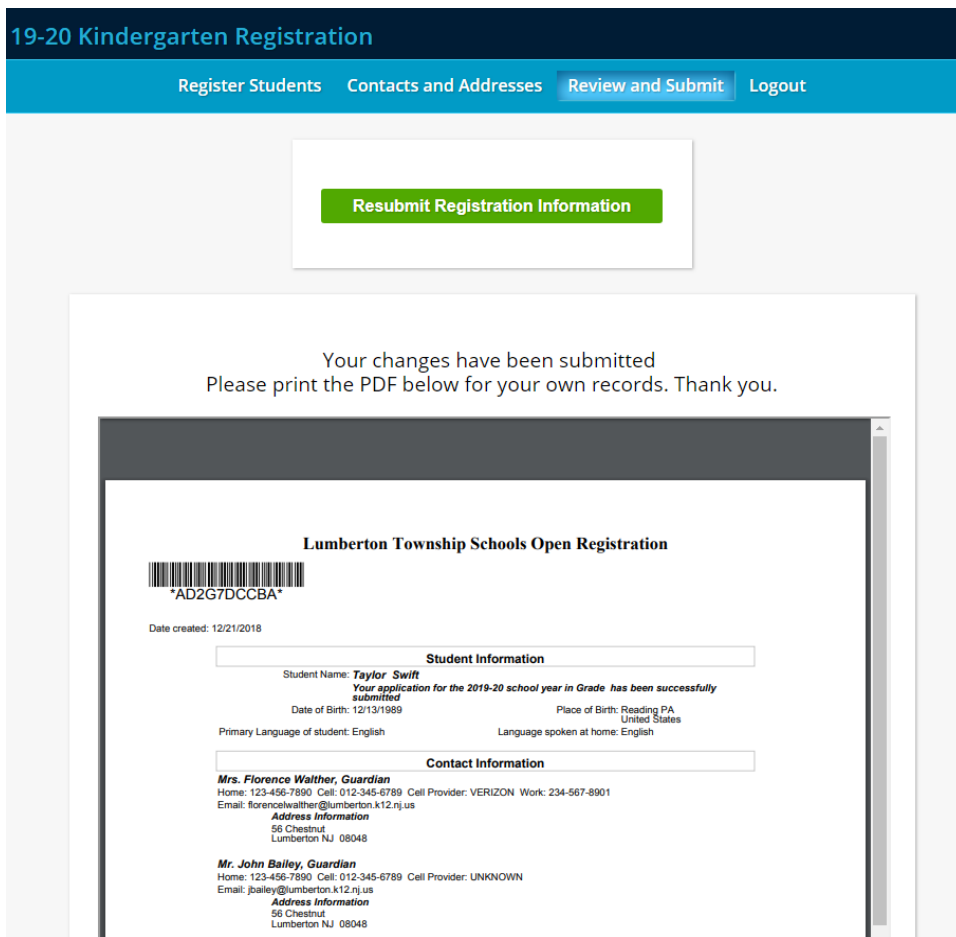 19-20 Kindergarten Registration
Register Students Contacts and Addresses Review and Submit Logout
Resubmit Registration Information
Your changes have been submitted
Please print the PDF below for your own records. Thank you.
Lumberton Township Schools Open Registration
*AD2G7DCCBA*
Date created: 12/21/2018
Student Information
Student Name: Taylor Swift
Your application for the 2019-20 school year in Grade has been successfully
submitted
Date of Birth: 12/13/1989 Place of Birth: Reading PA
United States
Primary Language of student: English Language spoken at home: English
Contact Information
Mrs. Florence Walther, Guardian
Home: 123-456-7890 Cell: 012-345-6789 Cell Provider: VERIZON Work: 234-567-8901
Email: florencelwalther@lumberton.k12.nj.us
Address Information
56 Chestnut
Lumberton NJ 08048
Mr. John Bailey, Guardian
Home: 123-456-7890 Cell: 012-345-6789 Cell Provider: UNKNOWN
Email: jbailey@lumberton.k12.nj.us
Address Information
56 Chestnut
Lumberton NJ 08048